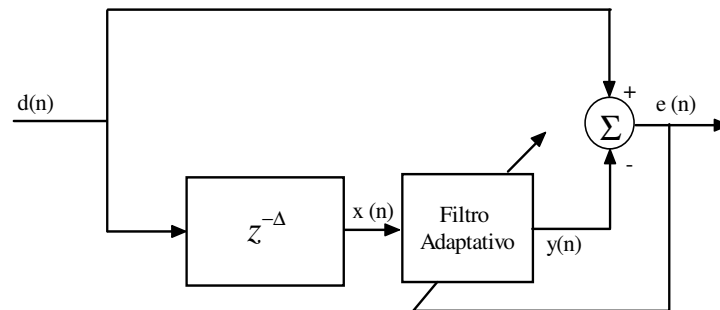 d(n)
+
e (n)
Σ
-
z^{-Δ}
x (n)
Filtro
Adaptativo
y(n)